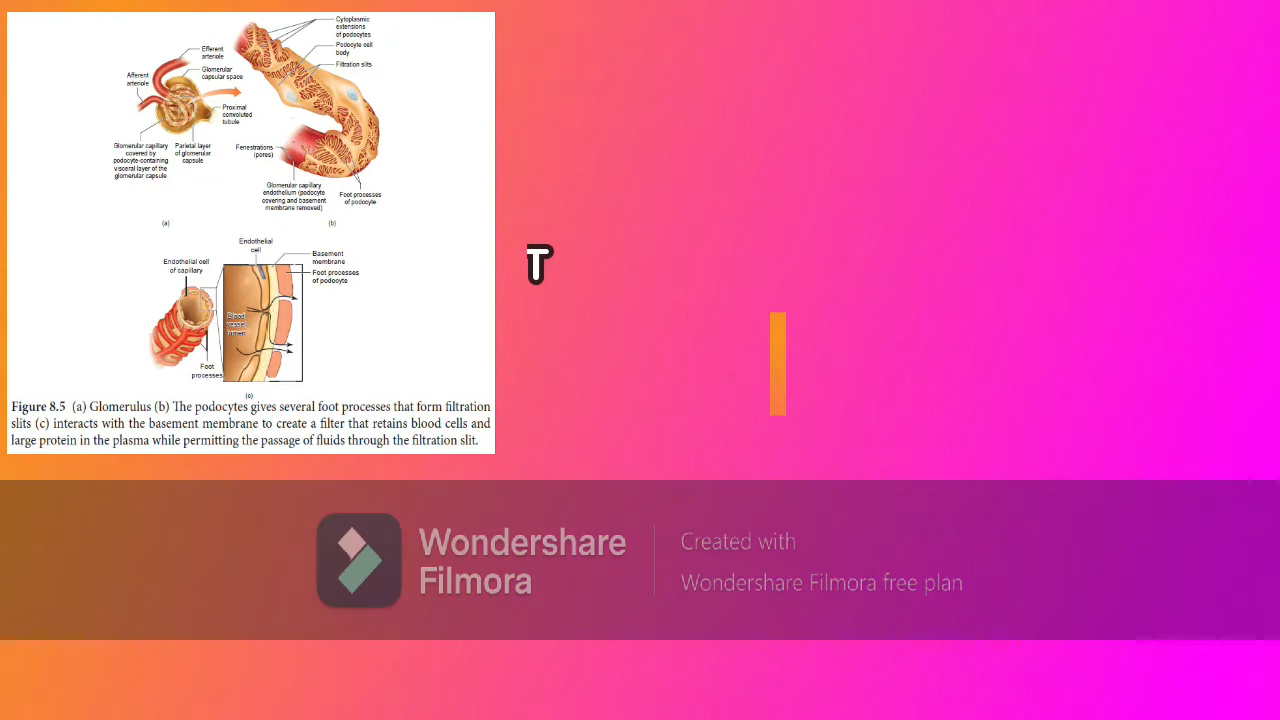 Cytoplasmic
extensions
of podocytes
Podocyte cell
body
Filtration slits
Efferent
arteriole
Glomerular
capsular space
Afferent
arteriole
Proximal
convoluted
tubule
Glomerular capillary
covered by
podocyte-containing
visceral layer of the
glomerular capsule
Parietal layer
of glomerular
capsule
Fenestrations
(pores)
Glomerular capillary
endothelium (podocyte
covering and basement
membrane removed)
Foot processes
of podocyte
(a)
(b)
Endothelial
cell
Basement
membrane
Foot processes
of podocyte
Endothelial cell
of capillary
Blood
vessel
lumen
Foot
processes
(c)
Figure 8.5 (a) Glomerulus (b) The podocytes gives several foot processes that form filtration
slits (c) interacts with the basement membrane to create a filter that retains blood cells and
large protein in the plasma while permitting the passage of fluids through the filtration slit.
T
Wondershare
Filmora
Created with
Wondershare Filmora free plan